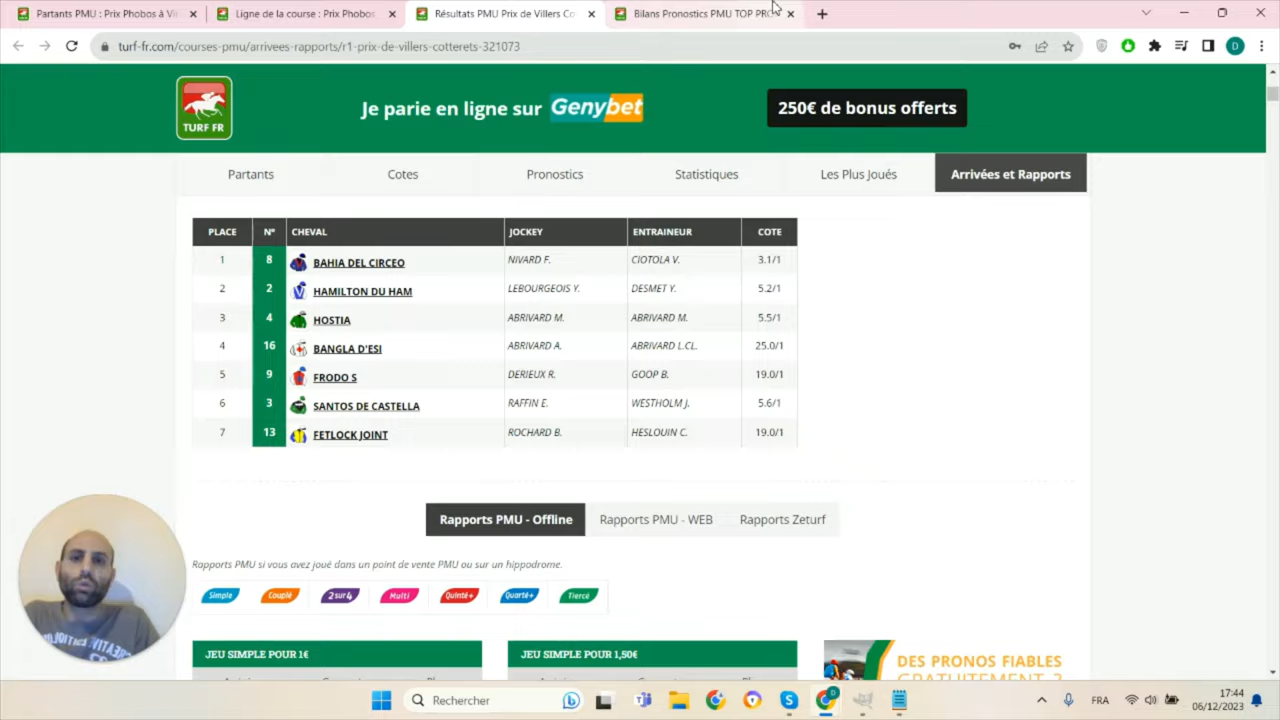 Partants PMU : Prix Phobos à Vi
Ligne de la course : Prix Phobos
Résultats PMU Prix de Villers Co
Bilans Pronostics PMU TOP PRO
turf-fr.com/courses-pmu/arrivees-rapports/r1-prix-de-villers-cotterets-321073
D
TURF FR
Je parie en ligne sur Genybet
250€ de bonus offerts
Partants Cotes Pronostics Statistiques Les Plus Joués Arrivées et Rapports
PLACE N° CHEVAL JOCKEY ENTRAINEUR COTE
1 8 BAHIA DEL CIRCEO NIVARD F. CIOTOLA V. 3.1/1
2 2 HAMILTON DU HAM LEBOURGEOIS Y. DESMET Y. 5.2/1
3 4 HOSTIA ABRIVARD M. ABRIVARD M. 5.5/1
4 16 BANGLA D'ESI ABRIVARD A. ABRIVARD L.CL. 25.0/1
5 9 FRODO S DERIEUX R. GOOP B. 19.0/1
6 3 SANTOS DE CASTELLA RAFFIN E. WESTHOLM J. 5.6/1
7 13 FETLOCK JOINT ROCHARD B. HESLOUIN C. 19.0/1
Rapports PMU - Offline Rapports PMU - WEB Rapports Zeturf
Rapports PMU si vous avez joué dans un point de vente PMU ou sur un hippodrome.
Simple Couplé 2sur4 Multi Quinté+ Quarté+ Tiercé
JEU SIMPLE POUR 1€ JEU SIMPLE POUR 1,50€
DES PRONOS FIABLES
GRATUITEMENT ?
Rechercher
FRA
17:44
06/12/2023